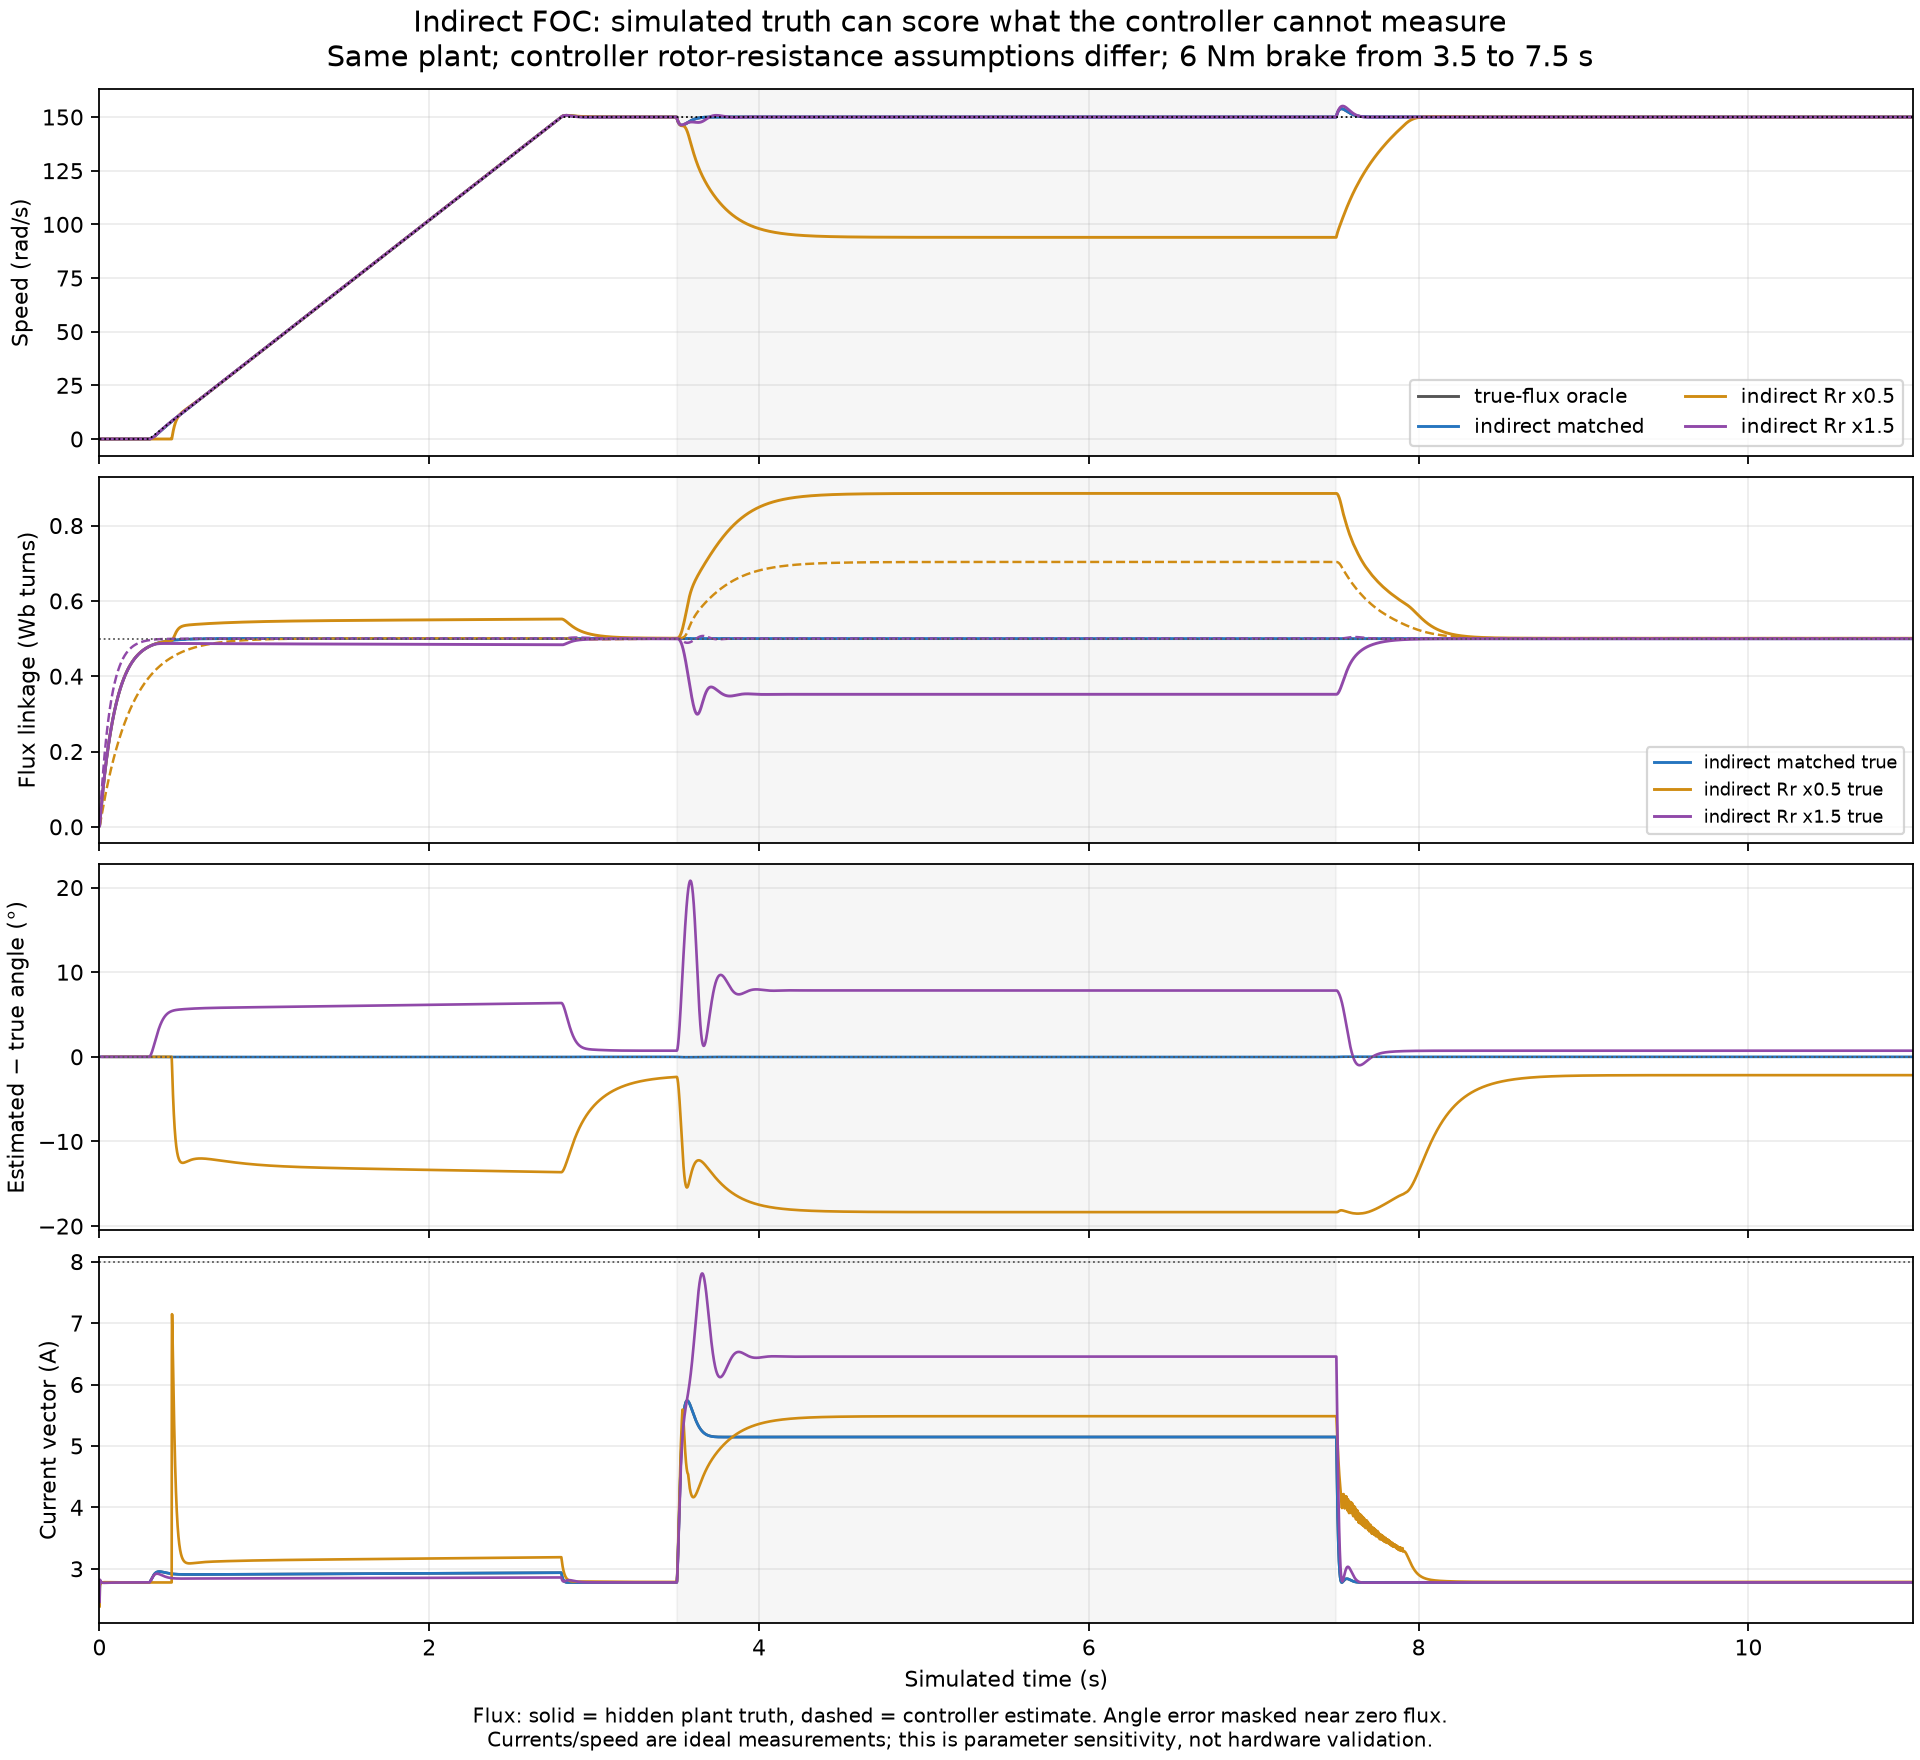 Indirect FOC: simulated truth can score what the controller cannot measure
Same plant; controller rotor-resistance assumptions differ; 6 Nm brake from 3.5 to 7.5 s
Speed (rad/s)
150
125
100
75
50
25
0
true-flux oracle
indirect matched
indirect Rr x0.5
indirect Rr x1.5
Flux linkage (Wb turns)
0.8
0.6
0.4
0.2
0.0
indirect matched true
indirect Rr x0.5 true
indirect Rr x1.5 true
Estimated − true angle (°)
20
10
0
−10
−20
Current vector (A)
8
7
6
5
4
3
0 2 4 6 8 10
Simulated time (s)
Flux: solid = hidden plant truth, dashed = controller estimate. Angle error masked near zero flux.
Currents/speed are ideal measurements; this is parameter sensitivity, not hardware validation.